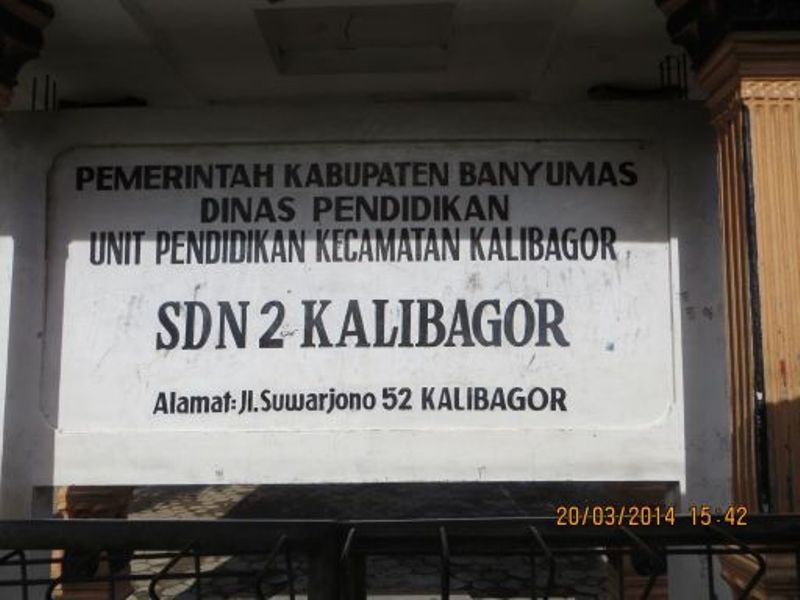 PEMERINTAH KABUPATEN BANYUMAS
DINAS PENDIDIKAN
UNIT PENDIDIKAN KECAMATAN KALIBAGOR
SDN 2 KALIBAGOR
Alamat: Jl. Suwarjono 52 KALIBAGOR
20/03/2014 15:42